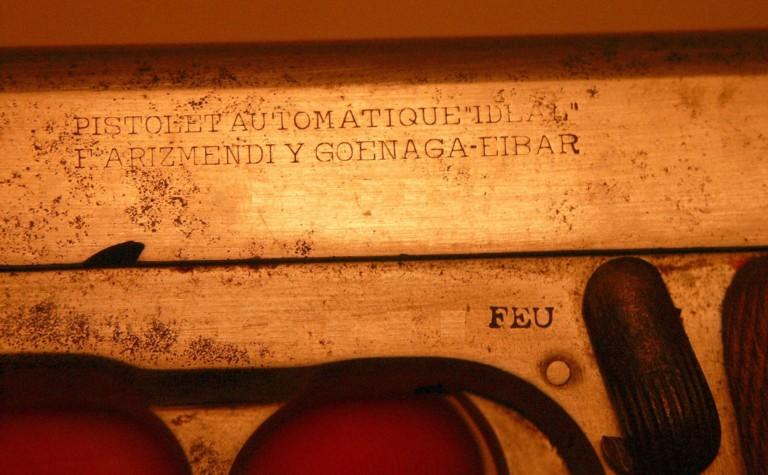 PISTOLET AUTOMATIQUE "IDEAL"
F ARIZMENDI Y GOENAGA-EIBAR
FEU